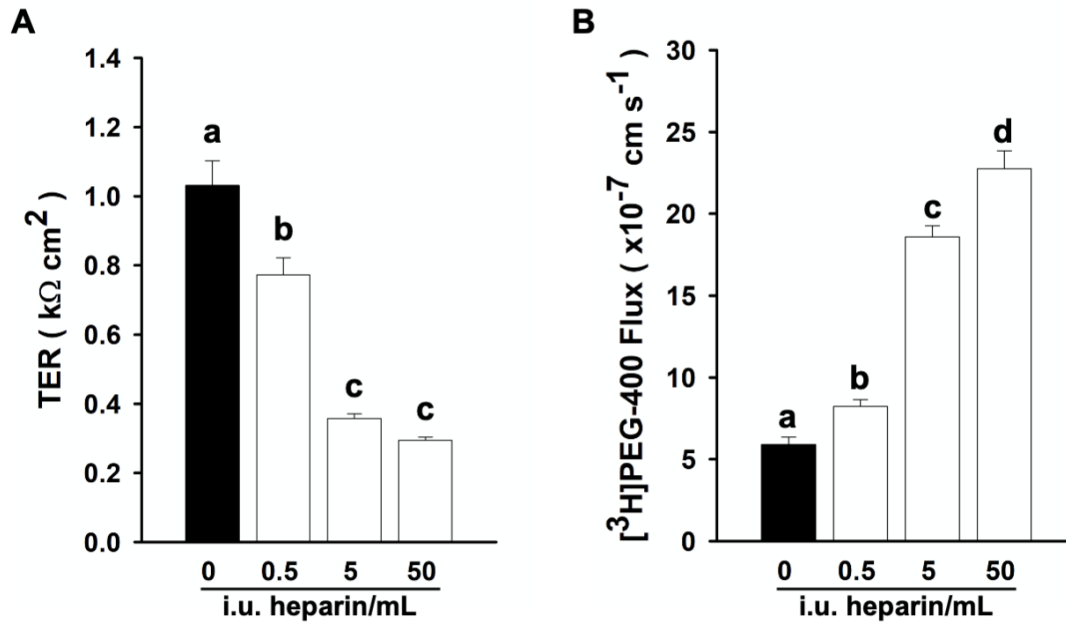 A
TER ( kΩ cm²)
1.4
1.2
1.0
0.8
0.6
0.4
0.2
0.0
a
b
c
c
0 0.5 5 50
i.u. heparin/mL
B
[³H]PEG-400 Flux ( x10⁻⁷ cm s⁻¹ )
30
25
20
15
10
5
0
a
b
c
d
0 0.5 5 50
i.u. heparin/mL